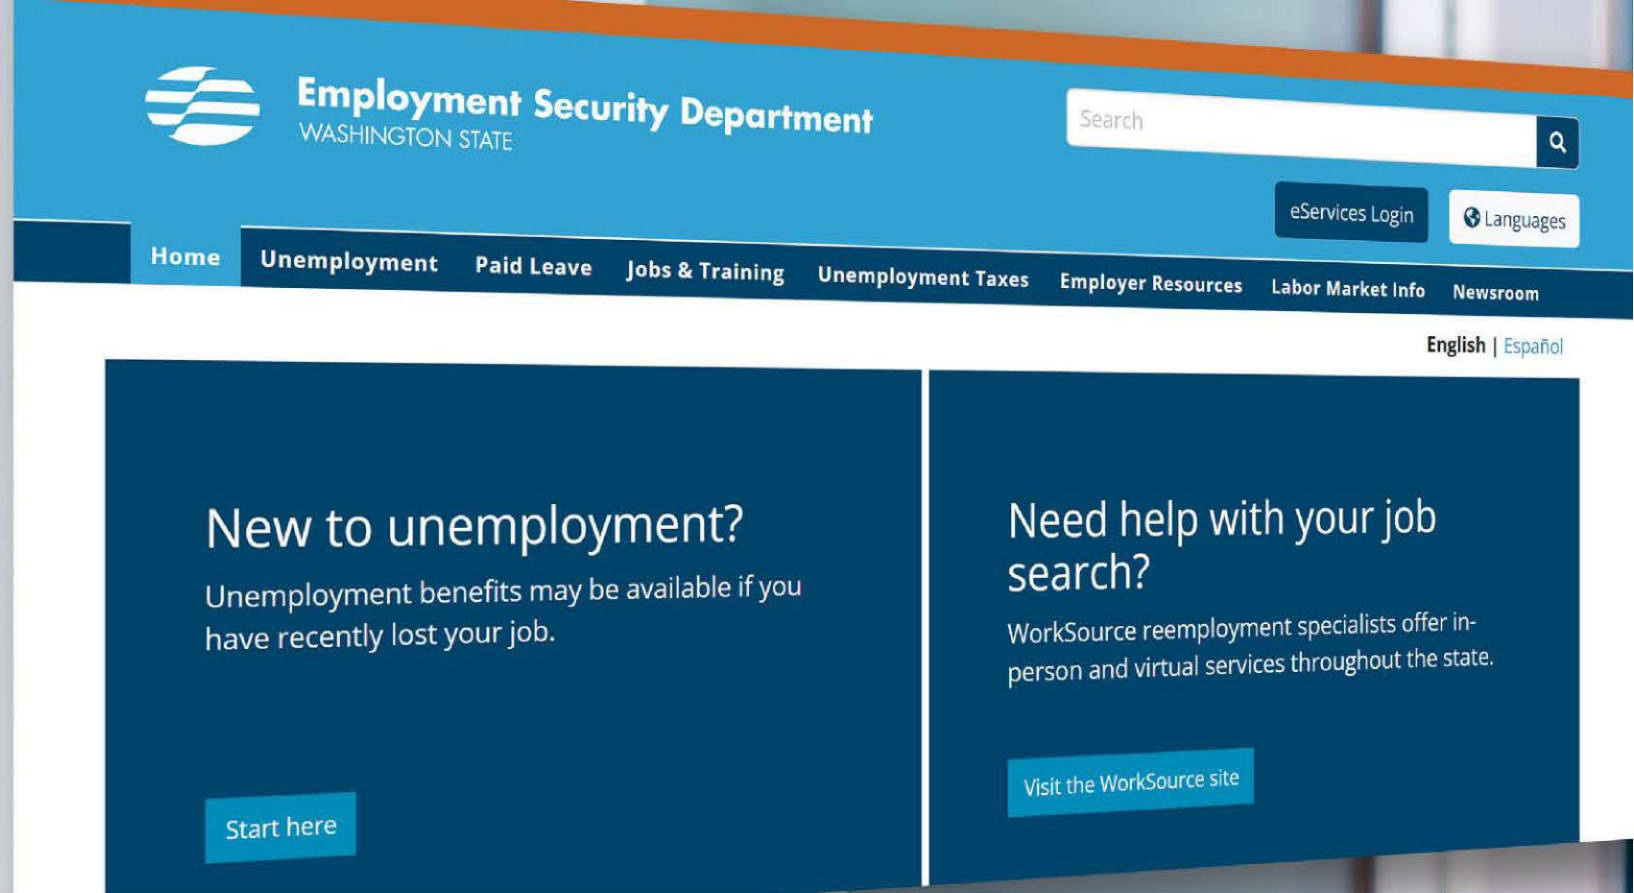 Employment Security Department
WASHINGTON STATE
Search
eServices Login
Languages
Home
Unemployment
Paid Leave
Jobs & Training
Unemployment Taxes
Employer Resources
Labor Market Info
Newsroom
English | Español
New to unemployment?
Unemployment benefits may be available if you
have recently lost your job.
Start here
Need help with your job
search?
WorkSource reemployment specialists offer in-
person and virtual services throughout the state.
Visit the WorkSource site